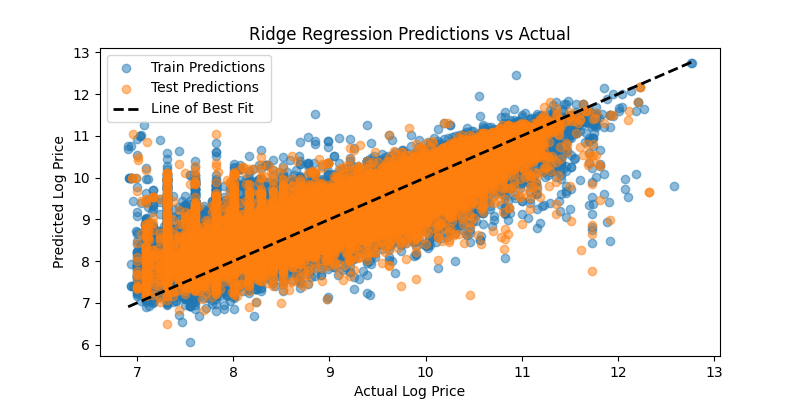 Ridge Regression Predictions vs Actual
Train Predictions
Test Predictions
Line of Best Fit
Predicted Log Price
13
12
11
10
9
8
7
6
7
8
9
10
11
12
13
Actual Log Price